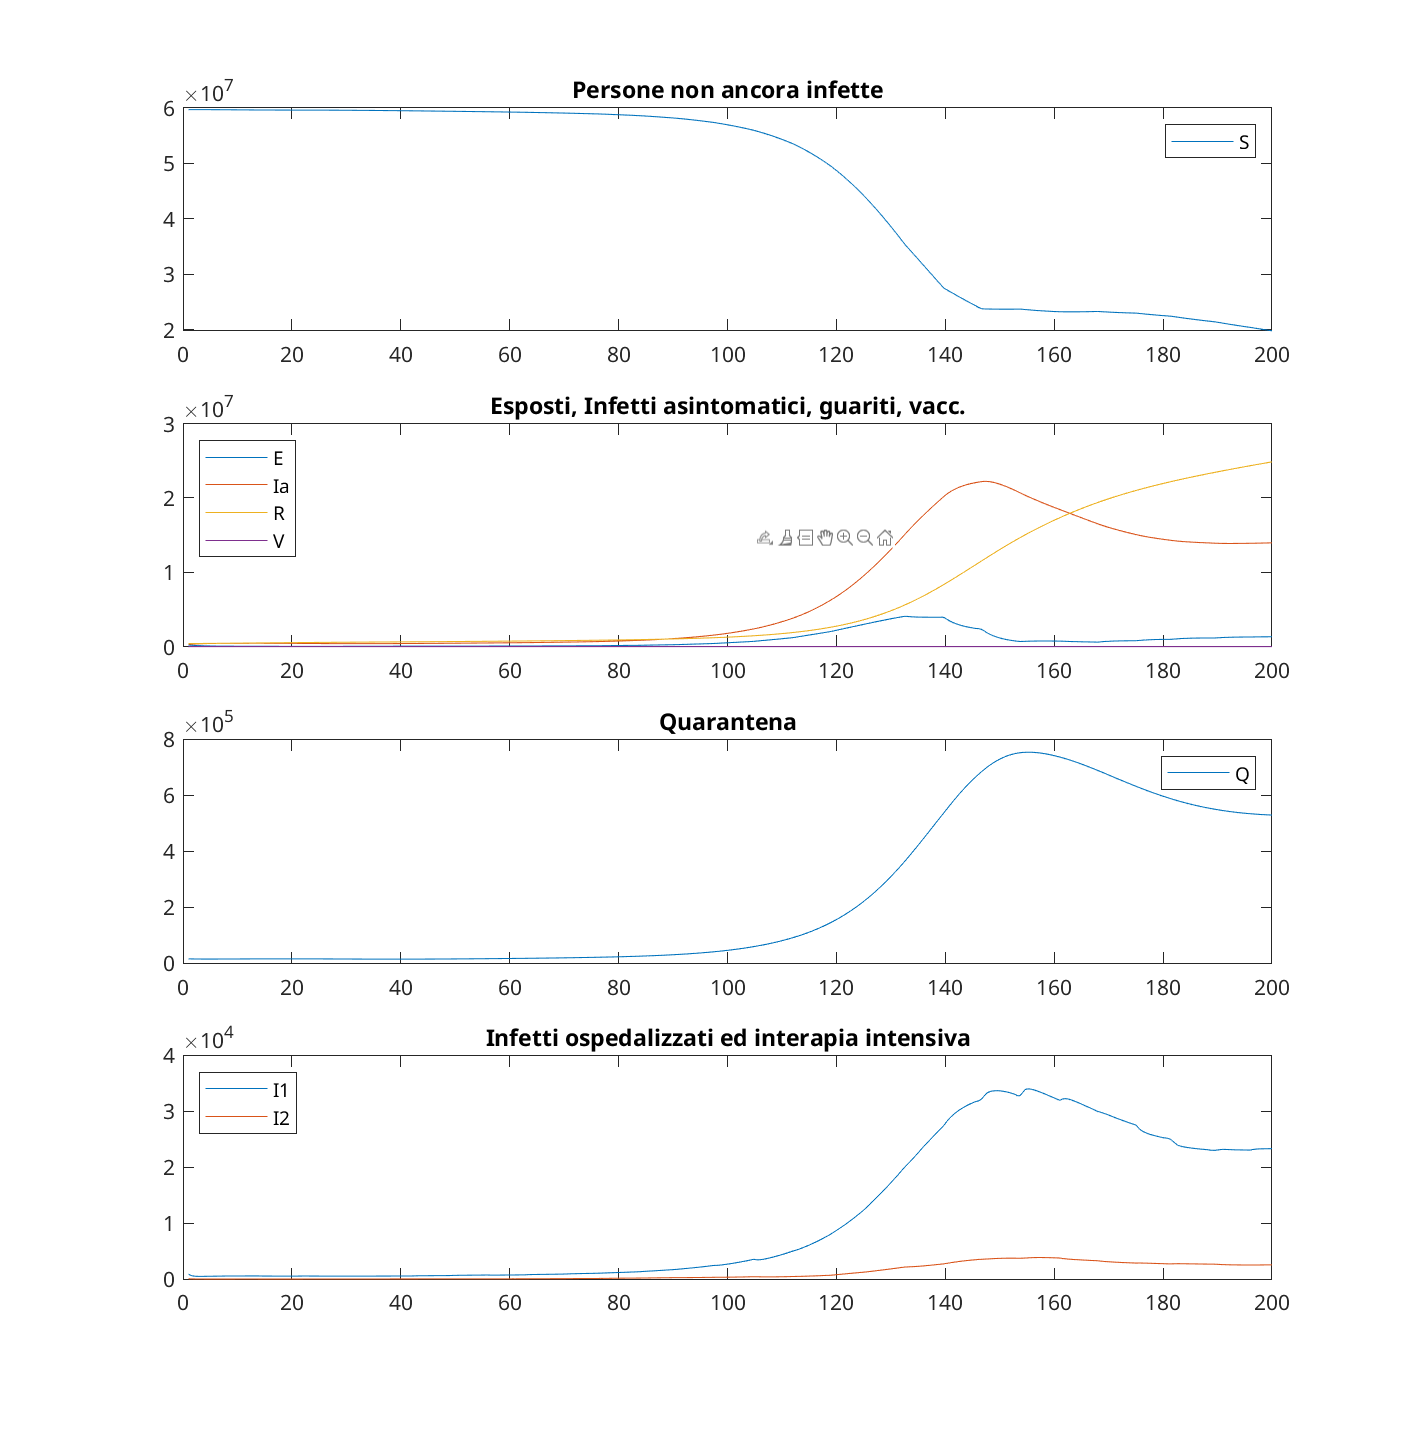 ×10^7
Persone non ancora infette
6
5
4
3
2
S
0 20 40 60 80 100 120 140 160 180 200
×10^7
Esposti, Infetti asintomatici, guariti, vacc.
3
2
1
0
E
Ia
R
V
0 20 40 60 80 100 120 140 160 180 200
×10^5
Quarantena
8
6
4
2
0
Q
0 20 40 60 80 100 120 140 160 180 200
×10^4
Infetti ospedalizzati ed interapia intensiva
4
3
2
1
0
I1
I2
0 20 40 60 80 100 120 140 160 180 200